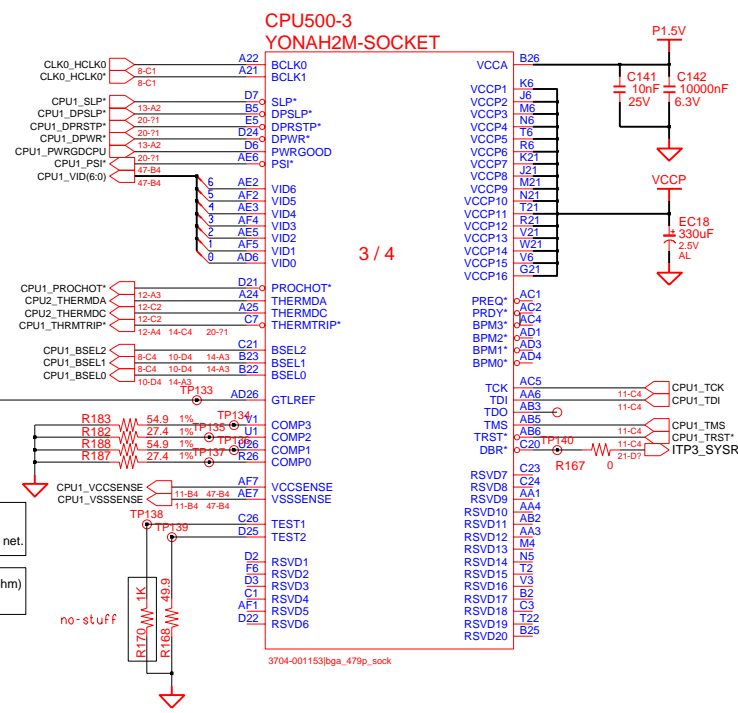 CPU500-3
YONAH2M-SOCKET
P1.5V
CLK0_HCLK0 8-C1 A22 BCLK0
CLK0_HCLK0* 8-C1 A21 BCLK1
VCCA B26
C141 10nF 25V
C142 10000nF 6.3V
CPU1_SLP* 13-A2 D7 SLP*
CPU1_DPSLP* 20-?1 B5 DPSLP*
CPU1_DPRSTP* 20-?1 E5 DPRSTP*
CPU1_DPWR* 13-A2 D24 DPWR*
CPU1_PWRGDCPU 20-?1 D6 PWRGOOD
CPU1_PSI* 47-B4 AE6 PSI*
CPU1_VID(6:0) 47-B4
6 AE2 VID6
5 AF2 VID5
4 AE3 VID4
3 AF4 VID3
2 AE5 VID2
1 AF5 VID1
0 AD6 VID0
VCCP1 K6
VCCP2 J6
VCCP3 M6
VCCP4 N6
VCCP5 T6
VCCP6 R6
VCCP7 K21
VCCP8 J21
VCCP9 M21
VCCP10 N21
VCCP11 T21
VCCP12 R21
VCCP13 V21
VCCP14 W21
VCCP15 V6
VCCP16 G21
VCCP
EC18
330uF
2.5V
AL
3 / 4
CPU1_PROCHOT* 12-A3 D21 PROCHOT*
CPU2_THERMDA 12-C2 A24 THERMDA
CPU2_THERMDC 12-C2 A25 THERMDC
CPU1_THRMTRIP* 12-A4 14-C4 20-?1 C7 THERMTRIP*
PREQ* AC1
PRDY* AC2
BPM3* AC4
BPM2* AD1
BPM1* AD3
BPM0* AD4
CPU1_BSEL2 8-C4 10-D4 14-A3 C21 BSEL2
CPU1_BSEL1 8-C4 10-D4 14-A3 B23 BSEL1
CPU1_BSEL0 10-D4 14-A3 B22 BSEL0
TP133 AD26 GTLREF
TCK AC5 CPU1_TCK 11-C4
TDI AA6 CPU1_TDI 11-C4
TDO AB3
TMS AB5 CPU1_TMS 11-C4
TRST* AB6 CPU1_TRST* 11-C4
DBR* C20 TP140 R167 0 21-D? ITP3_SYSR
R183 54.9 1% TP134 V1 COMP3
R182 27.4 1% TP135 U1 COMP2
R188 54.9 1% TP136 U26 COMP1
R187 27.4 1% TP137 R26 COMP0
CPU1_VCCSENSE 11-B4 47-B4 AF7 VCCSENSE
CPU1_VSSSENSE 11-B4 47-B4 AE7 VSSSENSE
TP138 C26 TEST1
TP139 D25 TEST2
RSVD7 C23
RSVD8 C24
RSVD9 AA1
RSVD10 AA4
RSVD11 AB2
RSVD12 AA3
RSVD13 M4
RSVD14 N5
RSVD15 T2
RSVD16 V3
RSVD17 B2
RSVD18 C3
RSVD19 T22
RSVD20 B25
D2 RSVD1
F6 RSVD2
D3 RSVD3
C1 RSVD4
AF1 RSVD5
D22 RSVD6
net.
hm)
no-stuff
R170 1K
R168 49.9
3704-001153|bga_479p_sock